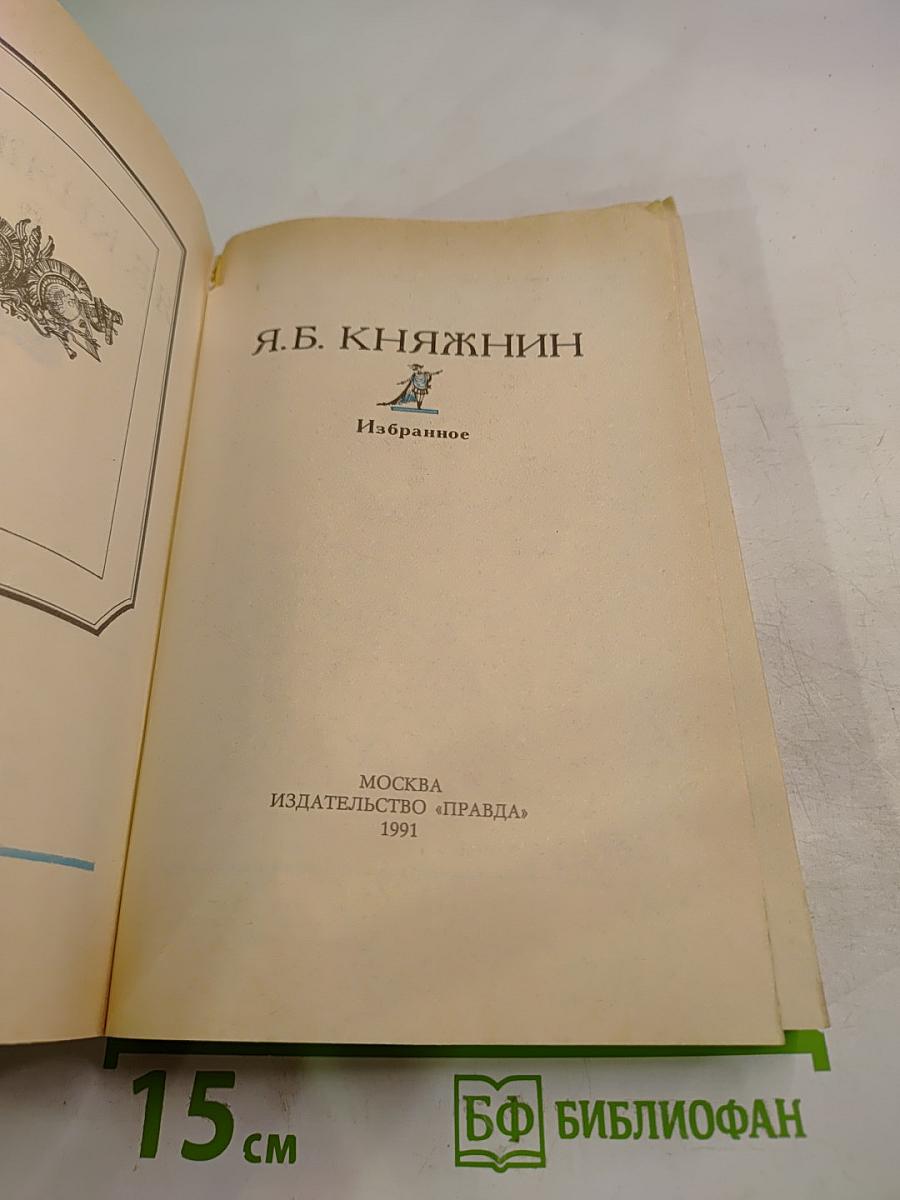 Я.Б. КНЯЖНИН
Избранное
МОСКВА
ИЗДАТЕЛЬСТВО «ПРАВДА»
1991
15 см
БФ БИБЛИОФАН